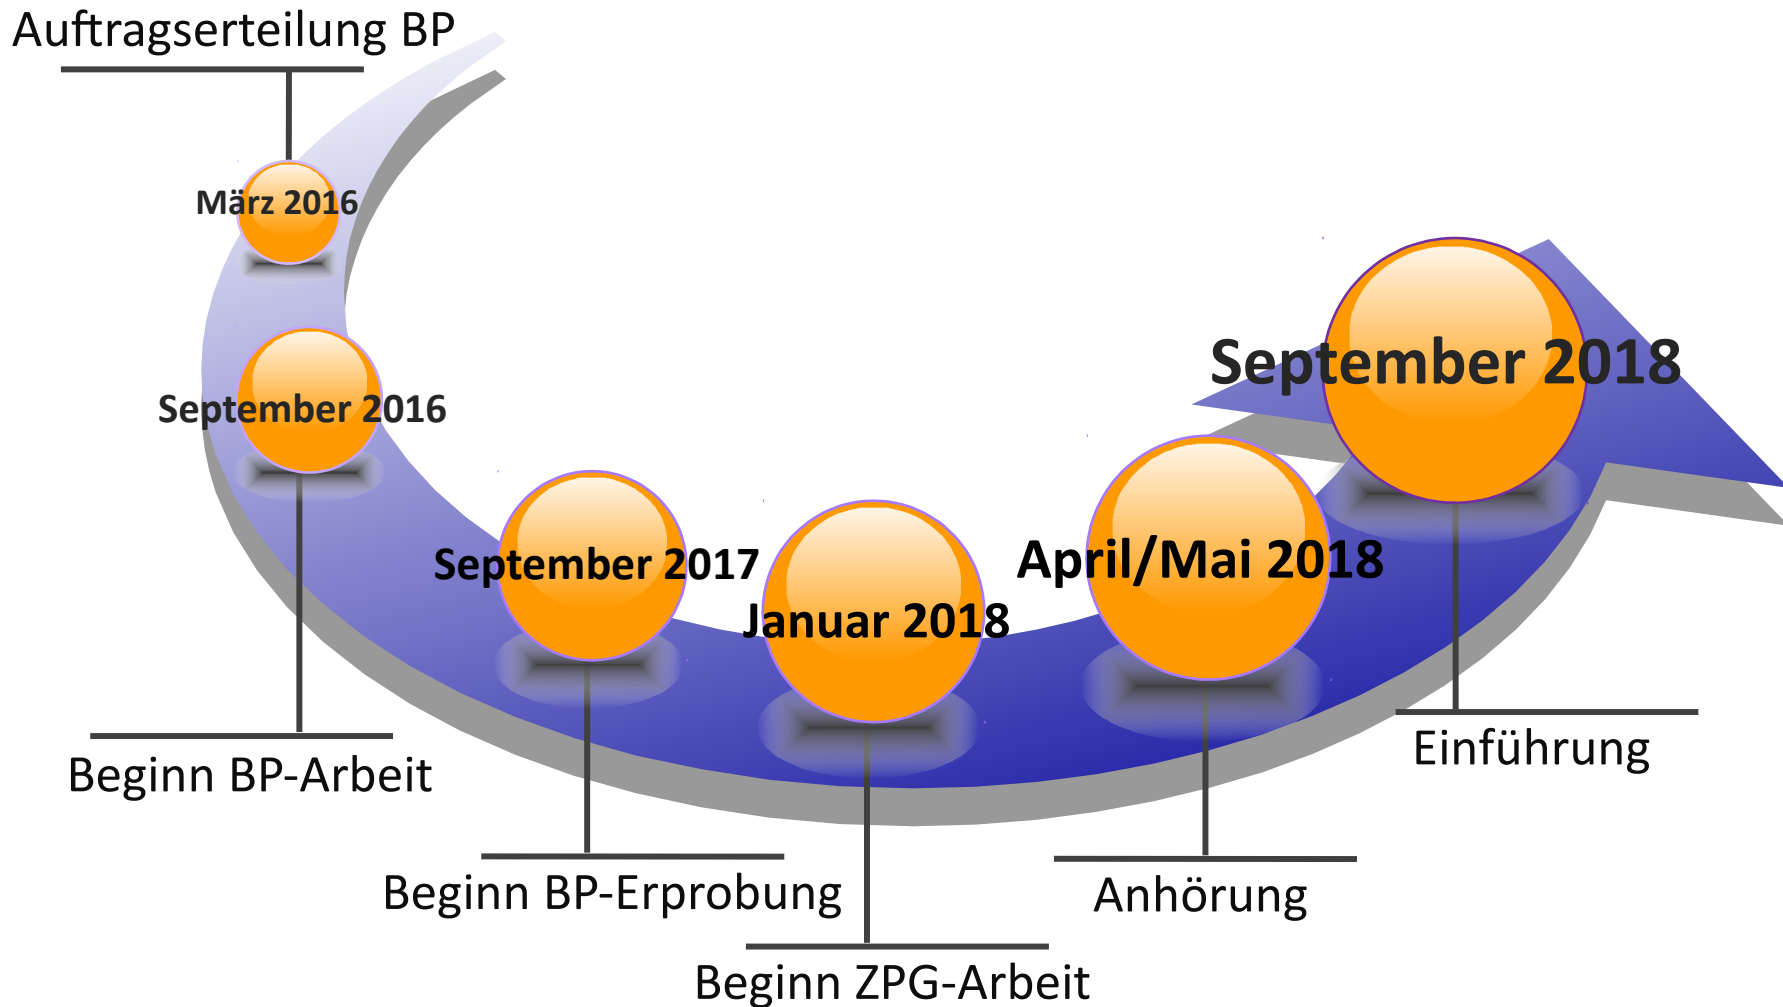 Auftragserteilung BP
März 2016
September 2016
Beginn BP-Arbeit
September 2017
Beginn BP-Erprobung
Januar 2018
Beginn ZPG-Arbeit
April/Mai 2018
Anhörung
September 2018
Einführung